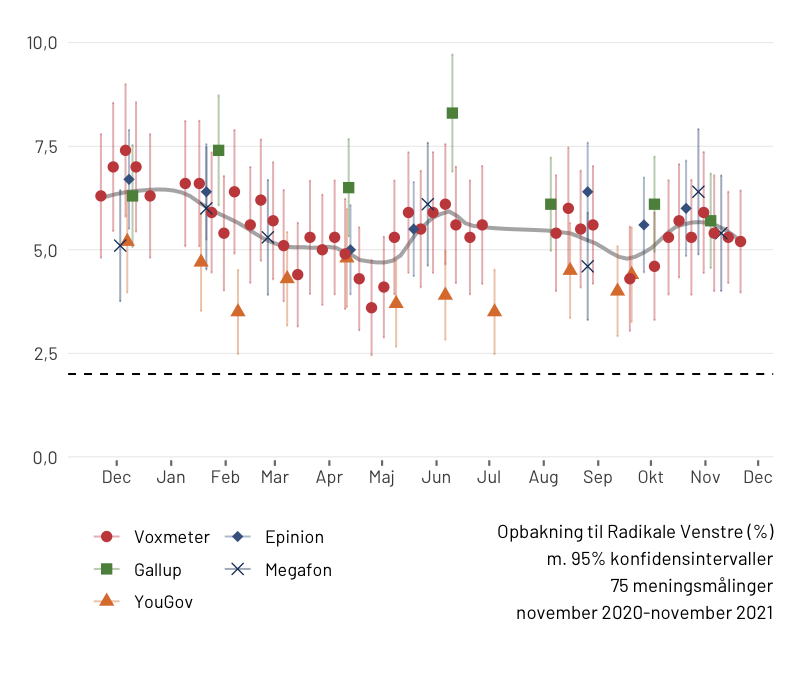 10,0
7,5
5,0
2,5
0,0
Dec Jan Feb Mar Apr Maj Jun Jul Aug Sep Okt Nov Dec
Voxmeter Epinion
Gallup Megafon
YouGov
Opbakning til Radikale Venstre (%)
m. 95% konfidensintervaller
75 meningsmålinger
november 2020-november 2021